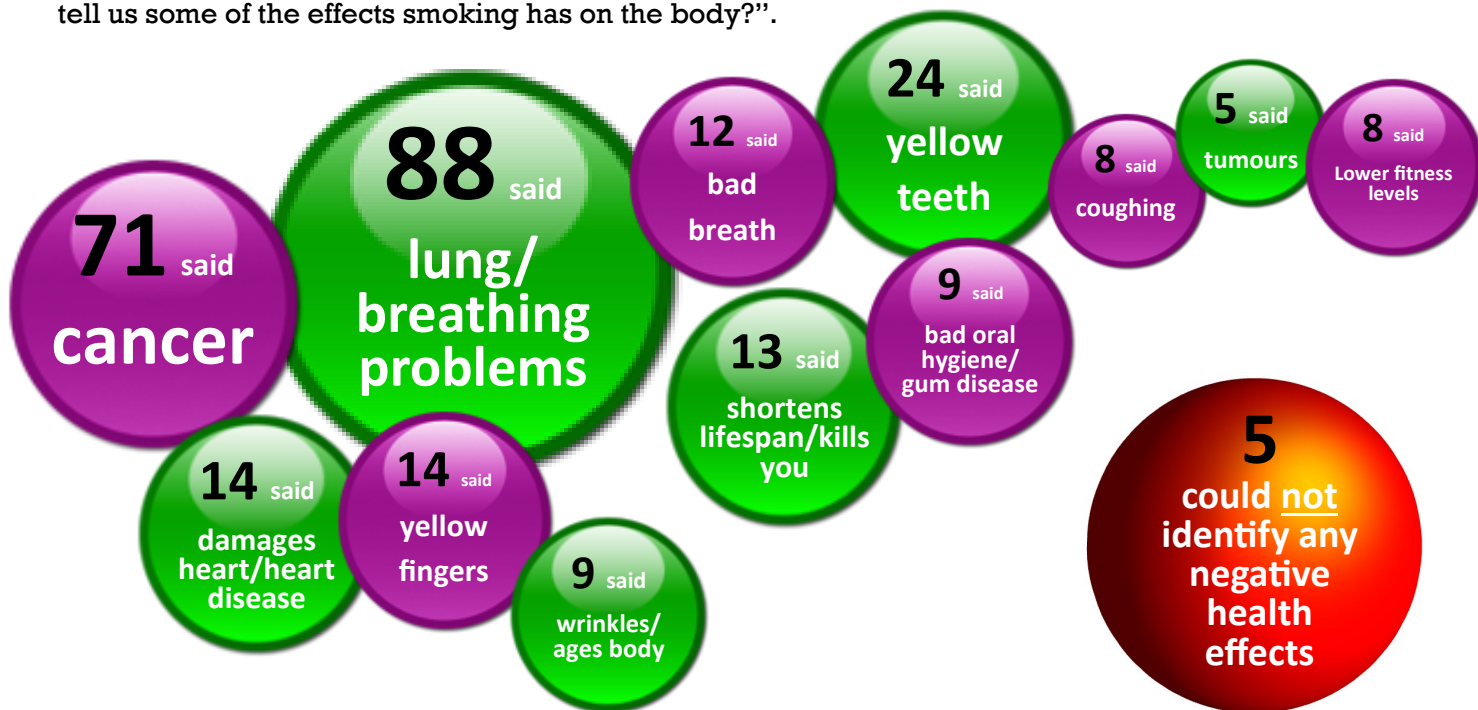 tell us some of the effects smoking has on the body?”.
71 said
cancer
88 said
lung/
breathing
problems
12 said
bad
breath
24 said
yellow
teeth
8 said
coughing
5 said
tumours
8 said
Lower fitness
levels
14 said
damages
heart/heart
disease
14 said
yellow
fingers
9 said
wrinkles/
ages body
13 said
shortens
lifespan/kills
you
9 said
bad oral
hygiene/
gum disease
5
could not
identify any
negative
health
effects